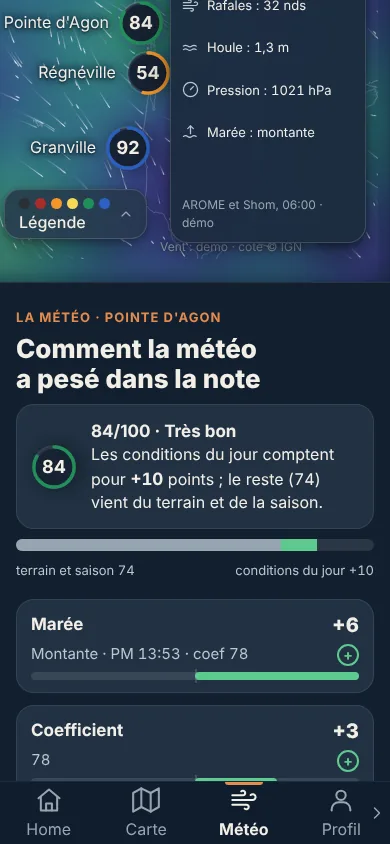 Pointe d'Agon
84
Rafales : 32 nds
Houle : 1,3 m
Régnéville
54
Pression : 1021 hPa
Marée : montante
Granville
92
AROME et Shom, 06:00 ·
démo
Légende
Vent : démo · côte © IGN
LA MÉTÉO · POINTE D'AGON
Comment la météo
a pesé dans la note
84
84/100 · Très bon
Les conditions du jour comptent
pour +10 points ; le reste (74)
vient du terrain et de la saison.
terrain et saison 74
conditions du jour +10
Marée
+6
Montante · PM 13:53 · coef 78
Coefficient
+3
78
Home
Carte
Météo
Profil